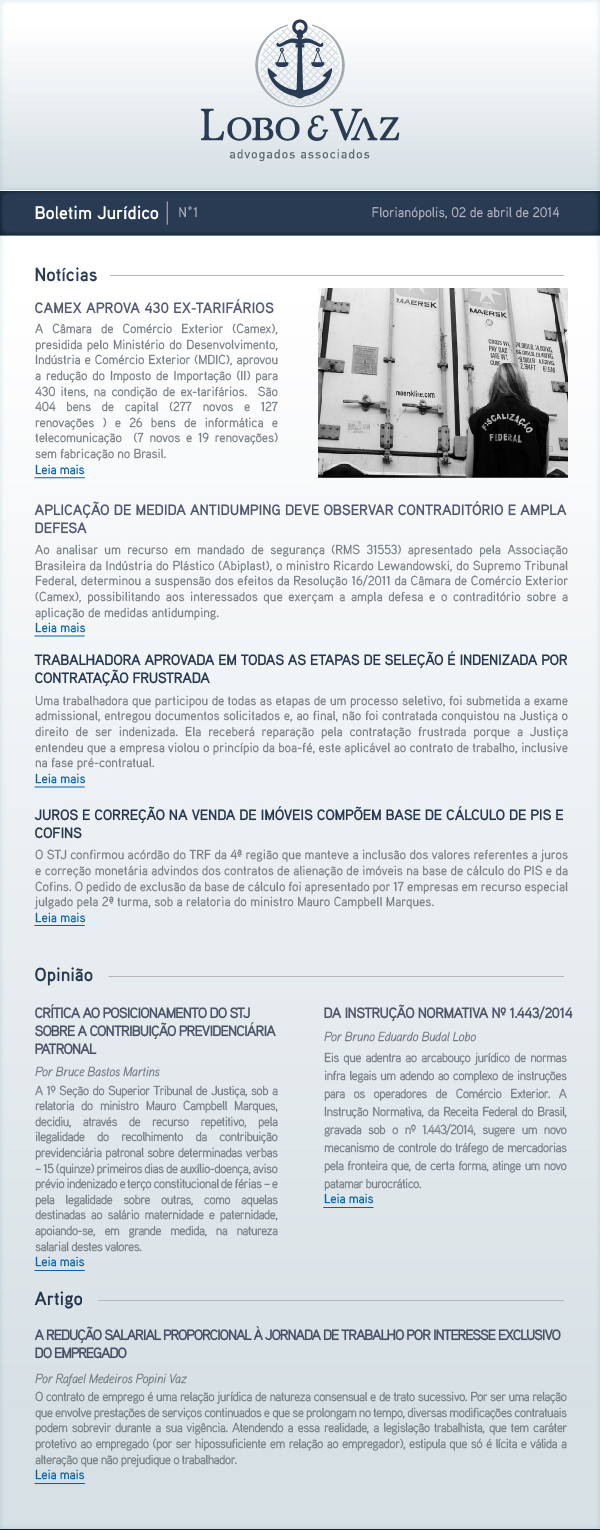 LOBO & VAZ
advogados associados
Boletim Jurídico | N°1
Florianópolis, 02 de abril de 2014
Notícias
CAMEX APROVA 430 EX-TARIFÁRIOS
A Câmara de Comércio Exterior (Camex),
presidida pelo Ministério do Desenvolvimento,
Indústria e Comércio Exterior (MDIC), aprovou
a redução do Imposto de Importação (II) para
430 itens, na condição de ex-tarifários. São
404 bens de capital (277 novos e 127
renovações ) e 26 bens de informática e
telecomunicação (7 novos e 19 renovações)
sem fabricação no Brasil.
Leia mais
MAERSK
MAERSK
maerskline.com
FISCALIZAÇÃO
FEDERAL
APLICAÇÃO DE MEDIDA ANTIDUMPING DEVE OBSERVAR CONTRADITÓRIO E AMPLA
DEFESA
Ao analisar um recurso em mandado de segurança (RMS 31553) apresentado pela Associação
Brasileira da Indústria do Plástico (Abiplast), o ministro Ricardo Lewandowski, do Supremo Tribunal
Federal, determinou a suspensão dos efeitos da Resolução 16/2011 da Câmara de Comércio Exterior
(Camex), possibilitando aos interessados que exerçam a ampla defesa e o contraditório sobre a
aplicação de medidas antidumping.
Leia mais
TRABALHADORA APROVADA EM TODAS AS ETAPAS DE SELEÇÃO É INDENIZADA POR
CONTRATAÇÃO FRUSTRADA
Uma trabalhadora que participou de todas as etapas de um processo seletivo, foi submetida a exame
admissional, entregou documentos solicitados e, ao final, não foi contratada conquistou na Justiça o
direito de ser indenizada. Ela receberá reparação pela contratação frustrada porque a Justiça
entendeu que a empresa violou o princípio da boa-fé, este aplicável ao contrato de trabalho, inclusive
na fase pré-contratual.
Leia mais
JUROS E CORREÇÃO NA VENDA DE IMÓVEIS COMPÕEM BASE DE CÁLCULO DE PIS E
COFINS
O STJ confirmou acórdão do TRF da 4ª região que manteve a inclusão dos valores referentes a juros
e correção monetária advindos dos contratos de alienação de imóveis na base de cálculo do PIS e da
Cofins. O pedido de exclusão da base de cálculo foi apresentado por 17 empresas em recurso especial
julgado pela 2ª turma, sob a relatoria do ministro Mauro Campbell Marques.
Leia mais
Opinião
CRÍTICA AO POSICIONAMENTO DO STJ
SOBRE A CONTRIBUIÇÃO PREVIDENCIÁRIA
PATRONAL
Por Bruce Bastos Martins
A 1º Seção do Superior Tribunal de Justiça, sob a
relatoria do ministro Mauro Campbell Marques,
decidiu, através de recurso repetitivo, pela
ilegalidade do recolhimento da contribuição
previdenciária patronal sobre determinadas verbas
– 15 (quinze) primeiros dias de auxílio-doença, aviso
prévio indenizado e terço constitucional de férias – e
pela legalidade sobre outras, como aquelas
destinadas ao salário maternidade e paternidade,
apoiando-se, em grande medida, na natureza
salarial destes valores.
Leia mais
DA INSTRUÇÃO NORMATIVA Nº 1.443/2014
Por Bruno Eduardo Budal Lobo
Eis que adentra ao arcabouço jurídico de normas
infra legais um adendo ao complexo de instruções
para os operadores de Comércio Exterior. A
Instrução Normativa, da Receita Federal do Brasil,
gravada sob o nº 1.443/2014, sugere um novo
mecanismo de controle do tráfego de mercadorias
pela fronteira que, de certa forma, atinge um novo
patamar burocrático.
Leia mais
Artigo
A REDUÇÃO SALARIAL PROPORCIONAL À JORNADA DE TRABALHO POR INTERESSE EXCLUSIVO
DO EMPREGADO
Por Rafael Medeiros Popini Vaz
O contrato de emprego é uma relação jurídica de natureza consensual e de trato sucessivo. Por ser uma relação
que envolve prestações de serviços continuados e que se prolongam no tempo, diversas modificações contratuais
podem sobrevir durante a sua vigência. Atendendo a essa realidade, a legislação trabalhista, que tem caráter
protetivo ao empregado (por ser hipossuficiente em relação ao empregador), estipula que só é lícita e válida a
alteração que não prejudique o trabalhador.
Leia mais